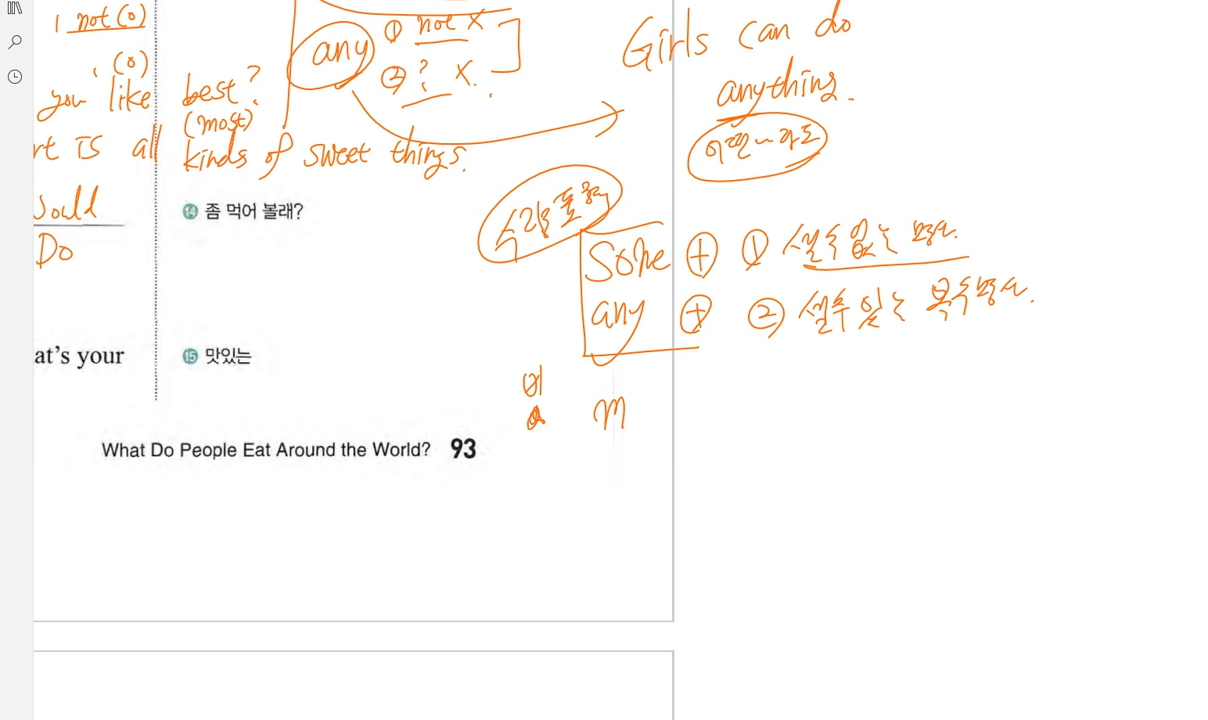 not (o)
(o)
any ① not X
② ? X.
Girls can do
anything.
어떤~라도
you like best?
(most)
rt is all kinds of sweet things.
Would
Do
⑭ 좀 먹어 볼래?
수량 표현
Some + ① 셀 수 없는 명사.
any + ② 셀 수 있는 복수명사.
at's your
⑮ 맛있는
m
What Do People Eat Around the World? 93